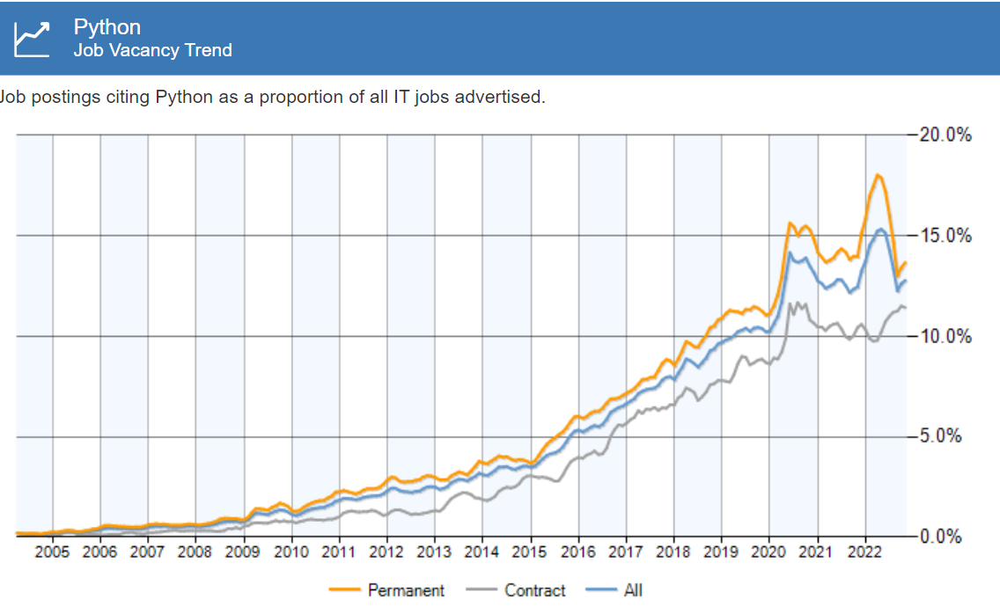 Python
Job Vacancy Trend
Job postings citing Python as a proportion of all IT jobs advertised.
20.0%
15.0%
10.0%
5.0%
0.0%
2005 2006 2007 2008 2009 2010 2011 2012 2013 2014 2015 2016 2017 2018 2019 2020 2021 2022
Permanent Contract All